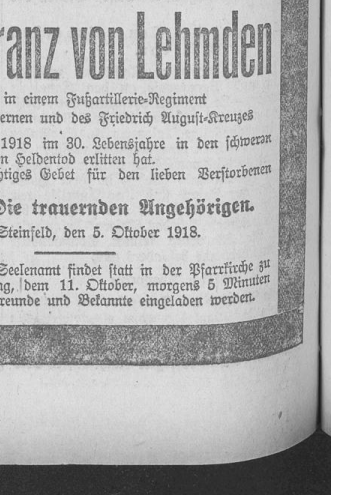 ranz von Lehmden
in einem Fußartillerie-Regiment
ernen und des Friedrich August-Kreuzes
1918 im 30. Lebensjahre in den schweren
n Heldentod erlitten hat.
htiges Gebet für den lieben Verstorbenen
Die trauernden Angehörigen.
Steinfeld, den 5. Oktober 1918.
Seelenamt findet statt in der Pfarrkirche zu
ng, dem 11. Oktober, morgens 5 Minuten
reunde und Bekannte eingeladen werden.